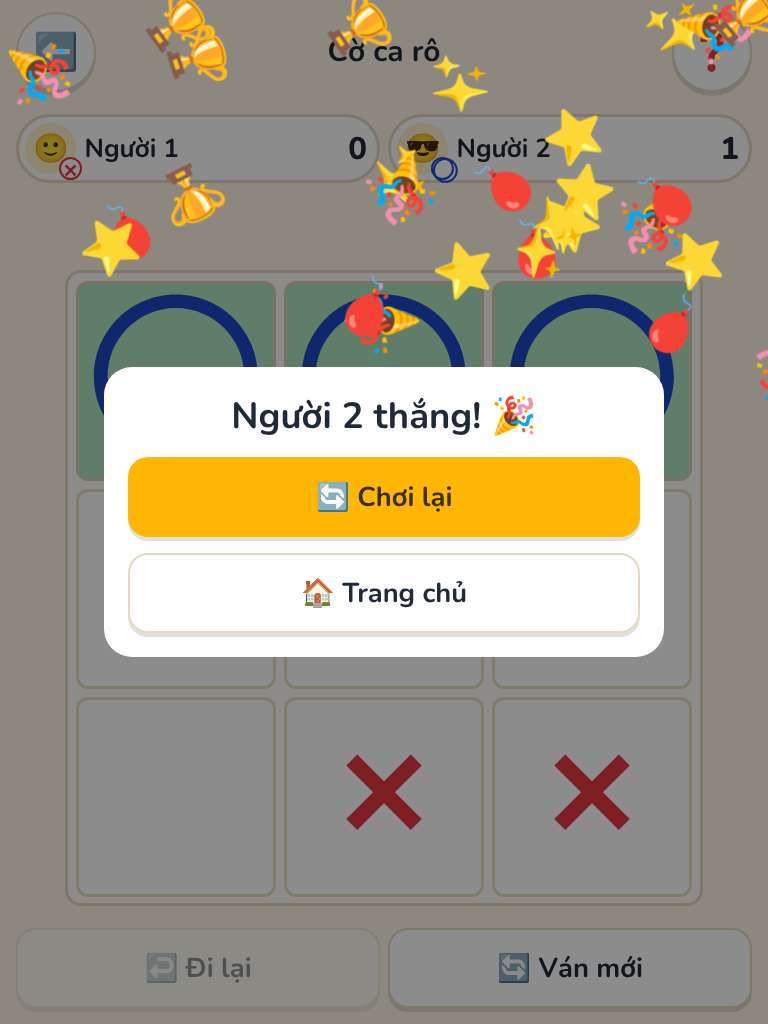 Cờ ca rô
Người 1
0
Người 2
1
Người 2 thắng!
Chơi lại
Trang chủ
Đi lại
Ván mới